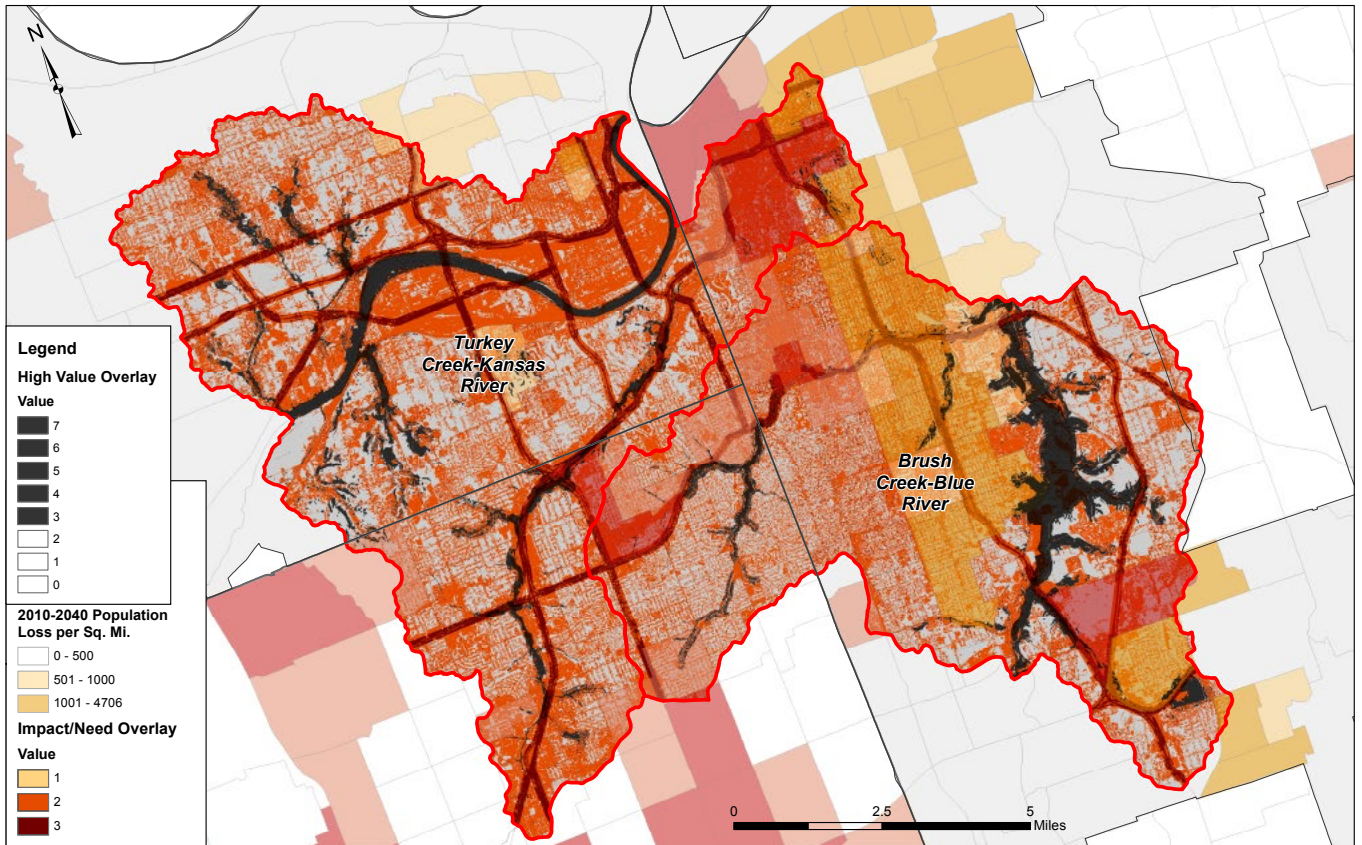 N
Turkey
Creek-Kansas
River
Brush
Creek-Blue
River
Legend
High Value Overlay
Value
7
6
5
4
3
2
1
0
2010-2040 Population
Loss per Sq. Mi.
0 - 500
501 - 1000
1001 - 4706
Impact/Need Overlay
Value
1
2
3
0 2.5 5
Miles